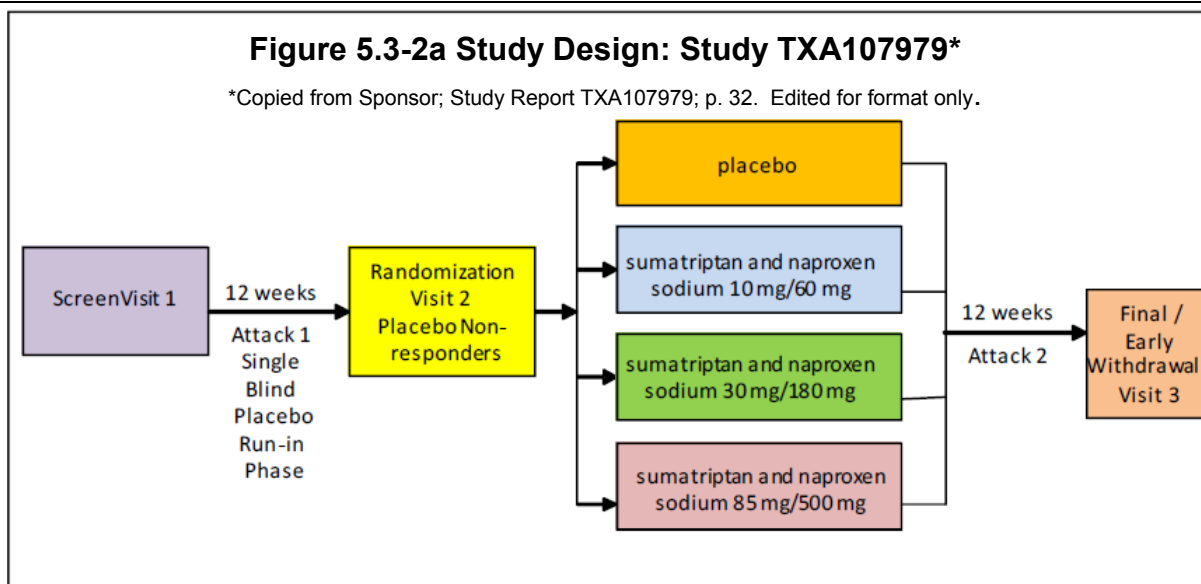 Figure 5.3-2a Study Design: Study TXA107979*
*Copied from Sponsor; Study Report TXA107979; p. 32. Edited for format only.
ScreenVisit 1
12 weeks
Attack 1
Single
Blind
Placebo
Run-in
Phase
Randomization
Visit 2
Placebo Non-
responders
placebo
sumatriptan and naproxen
sodium 10 mg/60 mg
sumatriptan and naproxen
sodium 30 mg/180 mg
sumatriptan and naproxen
sodium 85 mg/500 mg
12 weeks
Attack 2
Final /
Early
Withdrawal
Visit 3